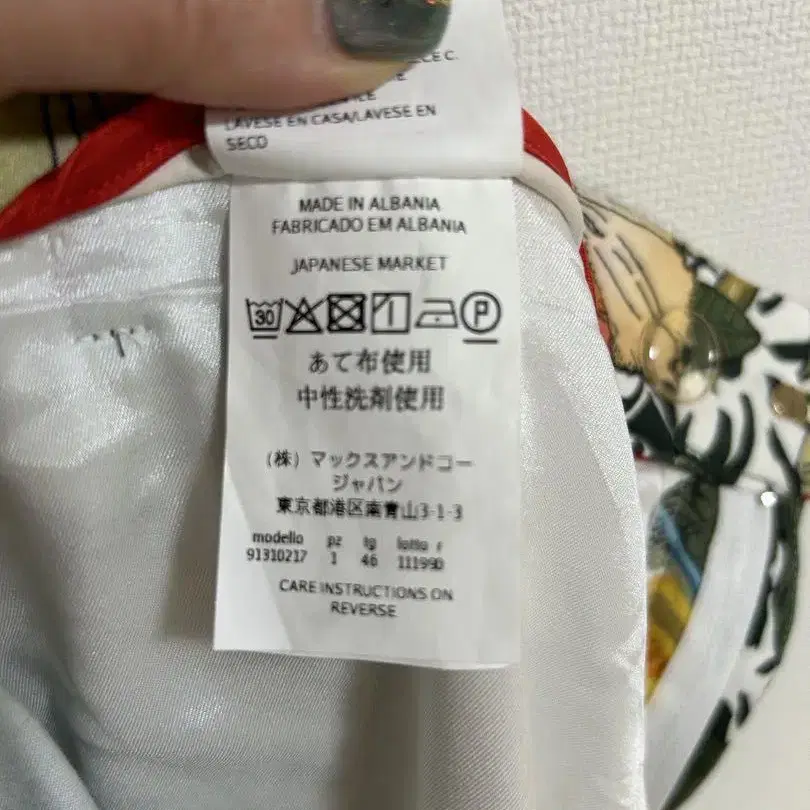 LAVESE EN CASA/LAVESE EN
SECO
MADE IN ALBANIA
FABRICADO EM ALBANIA
JAPANESE MARKET
30 P
あて布使用
中性洗剤使用
(株) マックスアンドコー
ジャパン
東京都港区南青山3-1-3
modello pz tg lotto r
91310217 1 46 111990
CARE INSTRUCTIONS ON
REVERSE